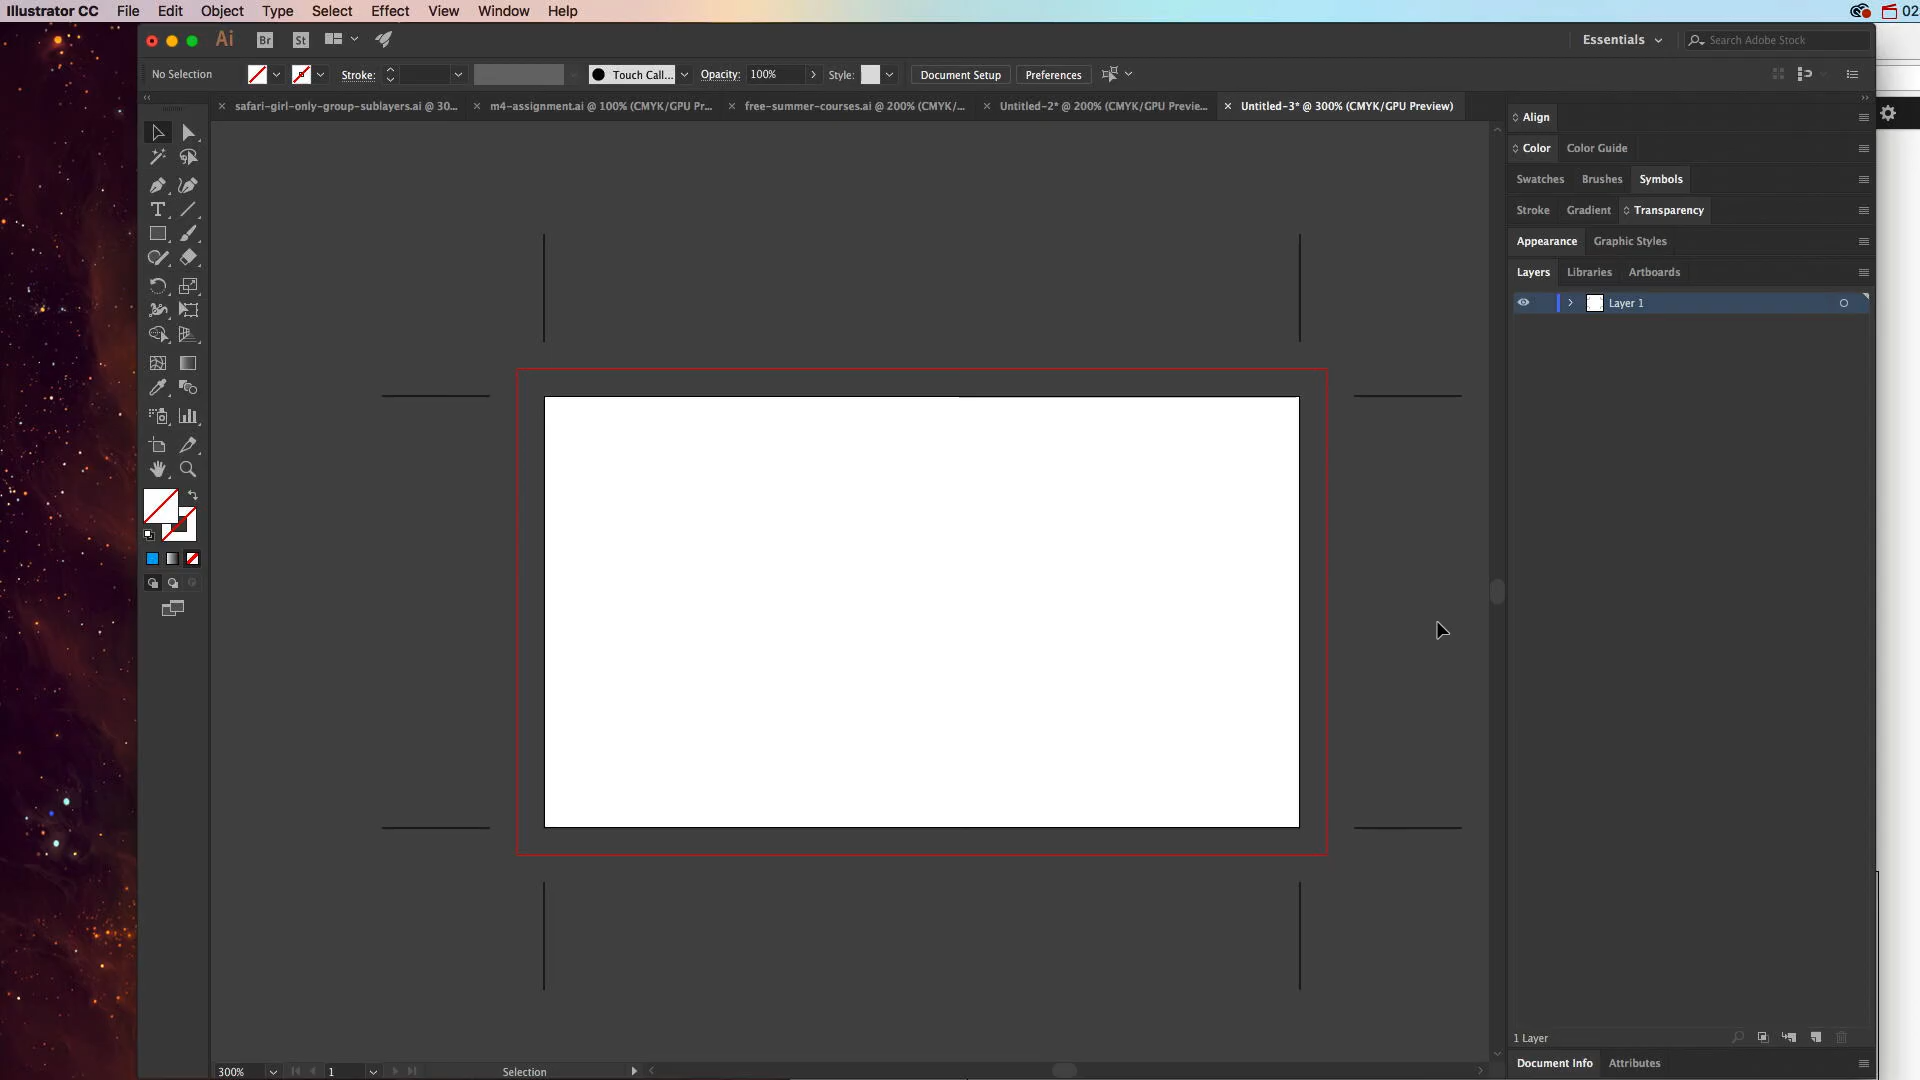 Illustrator CC File Edit Object Type Select Effect View Window Help 02
Ai Br St Essentials Search Adobe Stock
No Selection Stroke: Touch Call... Opacity: 100% Style: Document Setup Preferences
safari-girl-only-group-sublayers.ai @ 30... m4-assignment.ai @ 100% (CMYK/GPU Pr... free-summer-courses.ai @ 200% (CMYK/... Untitled-2* @ 200% (CMYK/GPU Previe... Untitled-3* @ 300% (CMYK/GPU Preview)
Align
Color Color Guide
Swatches Brushes Symbols
Stroke Gradient Transparency
Appearance Graphic Styles
Layers Libraries Artboards
Layer 1
1 Layer
Document Info Attributes
300% 1 Selection